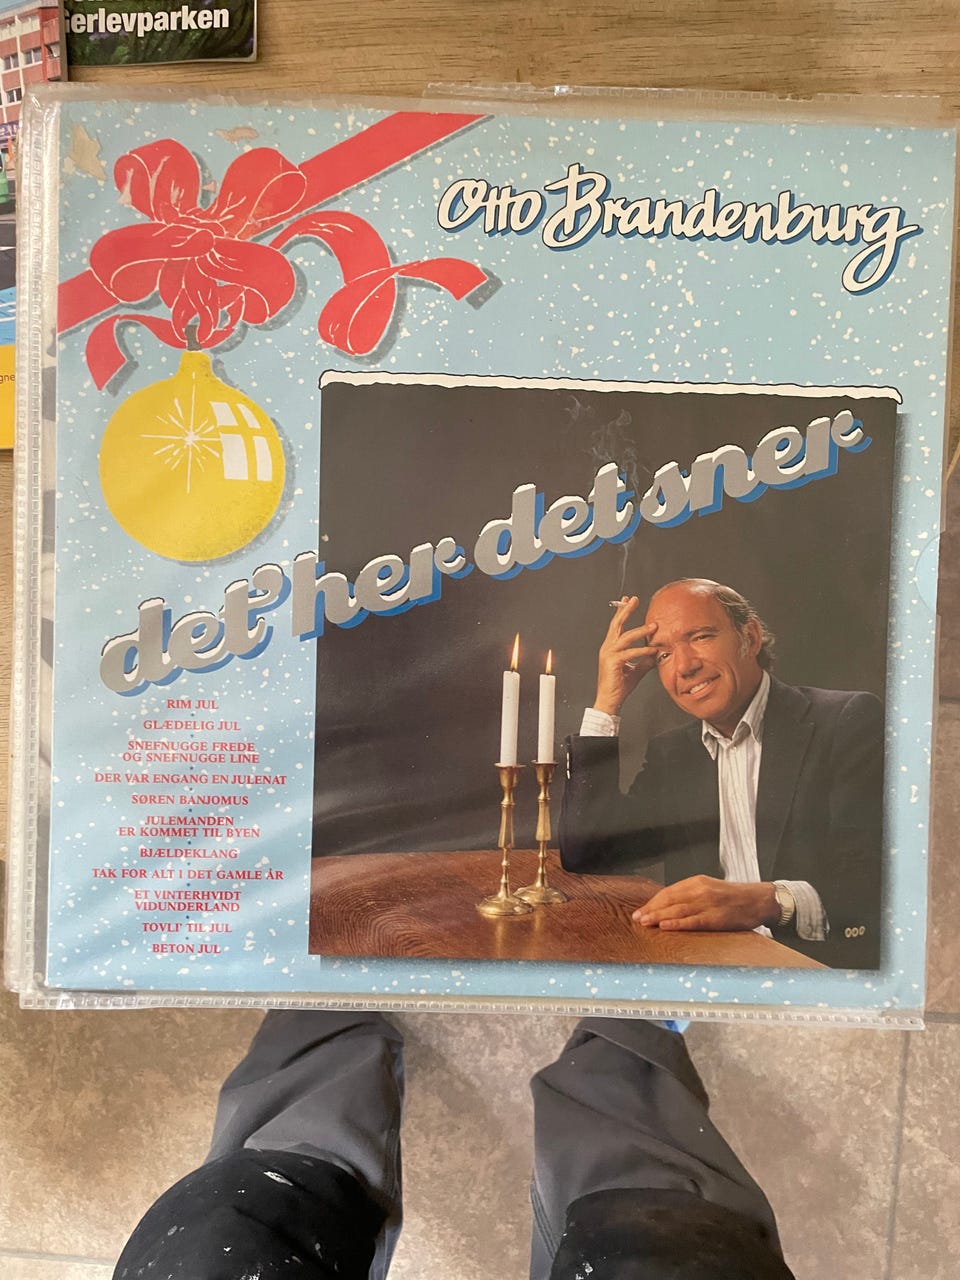 Gerlevparken
gne
Otto Brandenburg
det' her det sner
RIM JUL
GLÆDELIG JUL
SNEFNUGGE FREDE
OG SNEFNUGGE LINE
DER VAR ENGANG EN JULENAT
SØREN BANJOMUS
JULEMANDEN
ER KOMMET TIL BYEN
BJÆLDEKLANG
TAK FOR ALT I DET GAMLE ÅR
ET VINTERHVIDT
VIDUNDERLAND
TOVLI' TIL JUL
BETON JUL